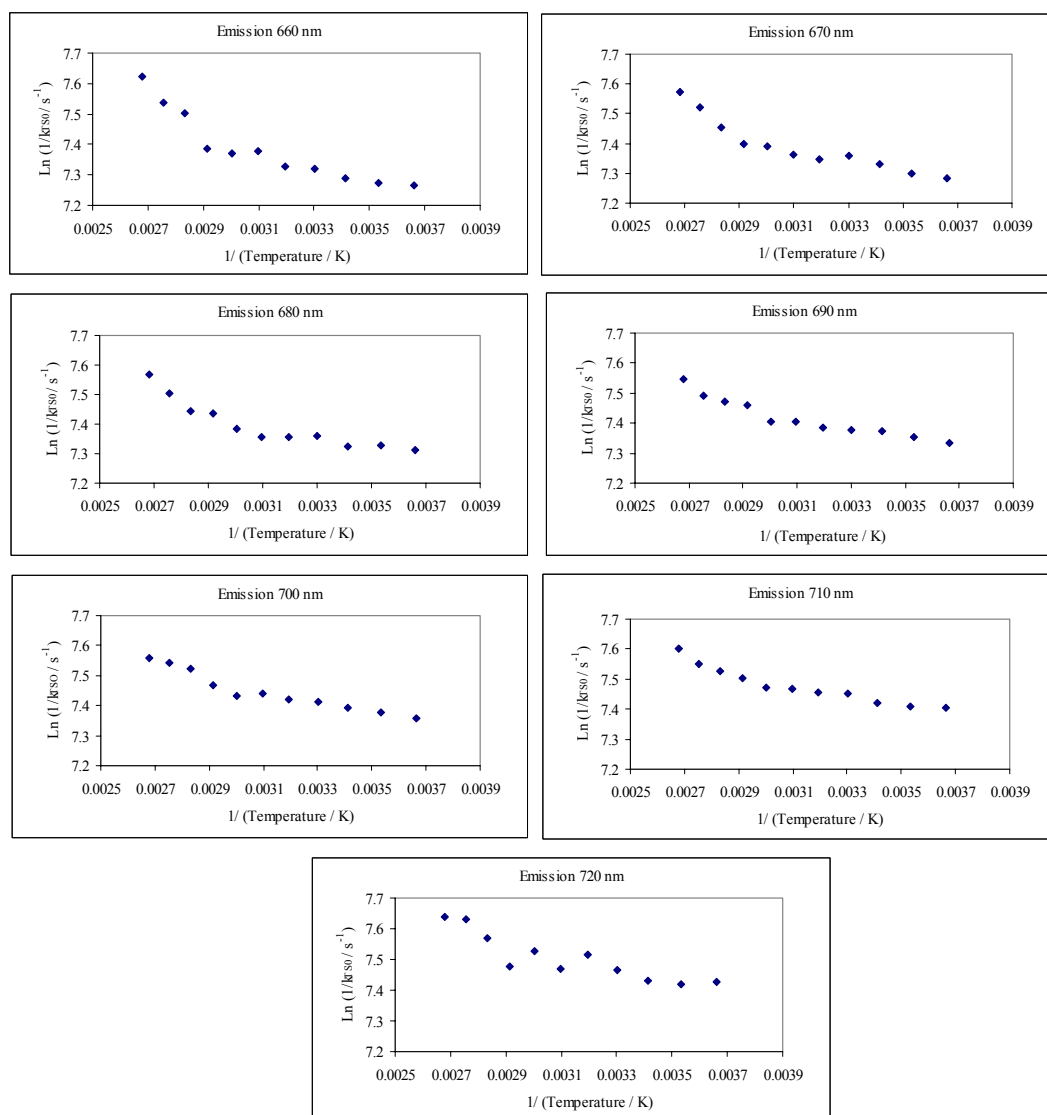 Emission 660 nm
Ln (1/krs0/ s⁻¹)
7.7
7.6
7.5
7.4
7.3
7.2
0.0025 0.0027 0.0029 0.0031 0.0033 0.0035 0.0037 0.0039
1/ (Temperature / K)
Emission 670 nm
Ln (1/krs0/ s⁻¹)
7.7
7.6
7.5
7.4
7.3
7.2
0.0025 0.0027 0.0029 0.0031 0.0033 0.0035 0.0037 0.0039
1/ (Temperature / K)
Emission 680 nm
Ln (1/krs0/ s⁻¹)
7.7
7.6
7.5
7.4
7.3
7.2
0.0025 0.0027 0.0029 0.0031 0.0033 0.0035 0.0037 0.0039
1/ (Temperature / K)
Emission 690 nm
Ln (1/krs0/ s⁻¹)
7.7
7.6
7.5
7.4
7.3
7.2
0.0025 0.0027 0.0029 0.0031 0.0033 0.0035 0.0037 0.0039
1/ (Temperature / K)
Emission 700 nm
Ln (1/krso / s⁻¹)
7.7
7.6
7.5
7.4
7.3
7.2
0.0025 0.0027 0.0029 0.0031 0.0033 0.0035 0.0037 0.0039
1/ (Temperature / K)
Emission 710 nm
Ln (1/krs0/ s⁻¹)
7.7
7.6
7.5
7.4
7.3
7.2
0.0025 0.0027 0.0029 0.0031 0.0033 0.0035 0.0037 0.0039
1/ (Temperature / K)
Emission 720 nm
Ln (1/krs0/ s⁻¹)
7.7
7.6
7.5
7.4
7.3
7.2
0.0025 0.0027 0.0029 0.0031 0.0033 0.0035 0.0037 0.0039
1/ (Temperature / K)